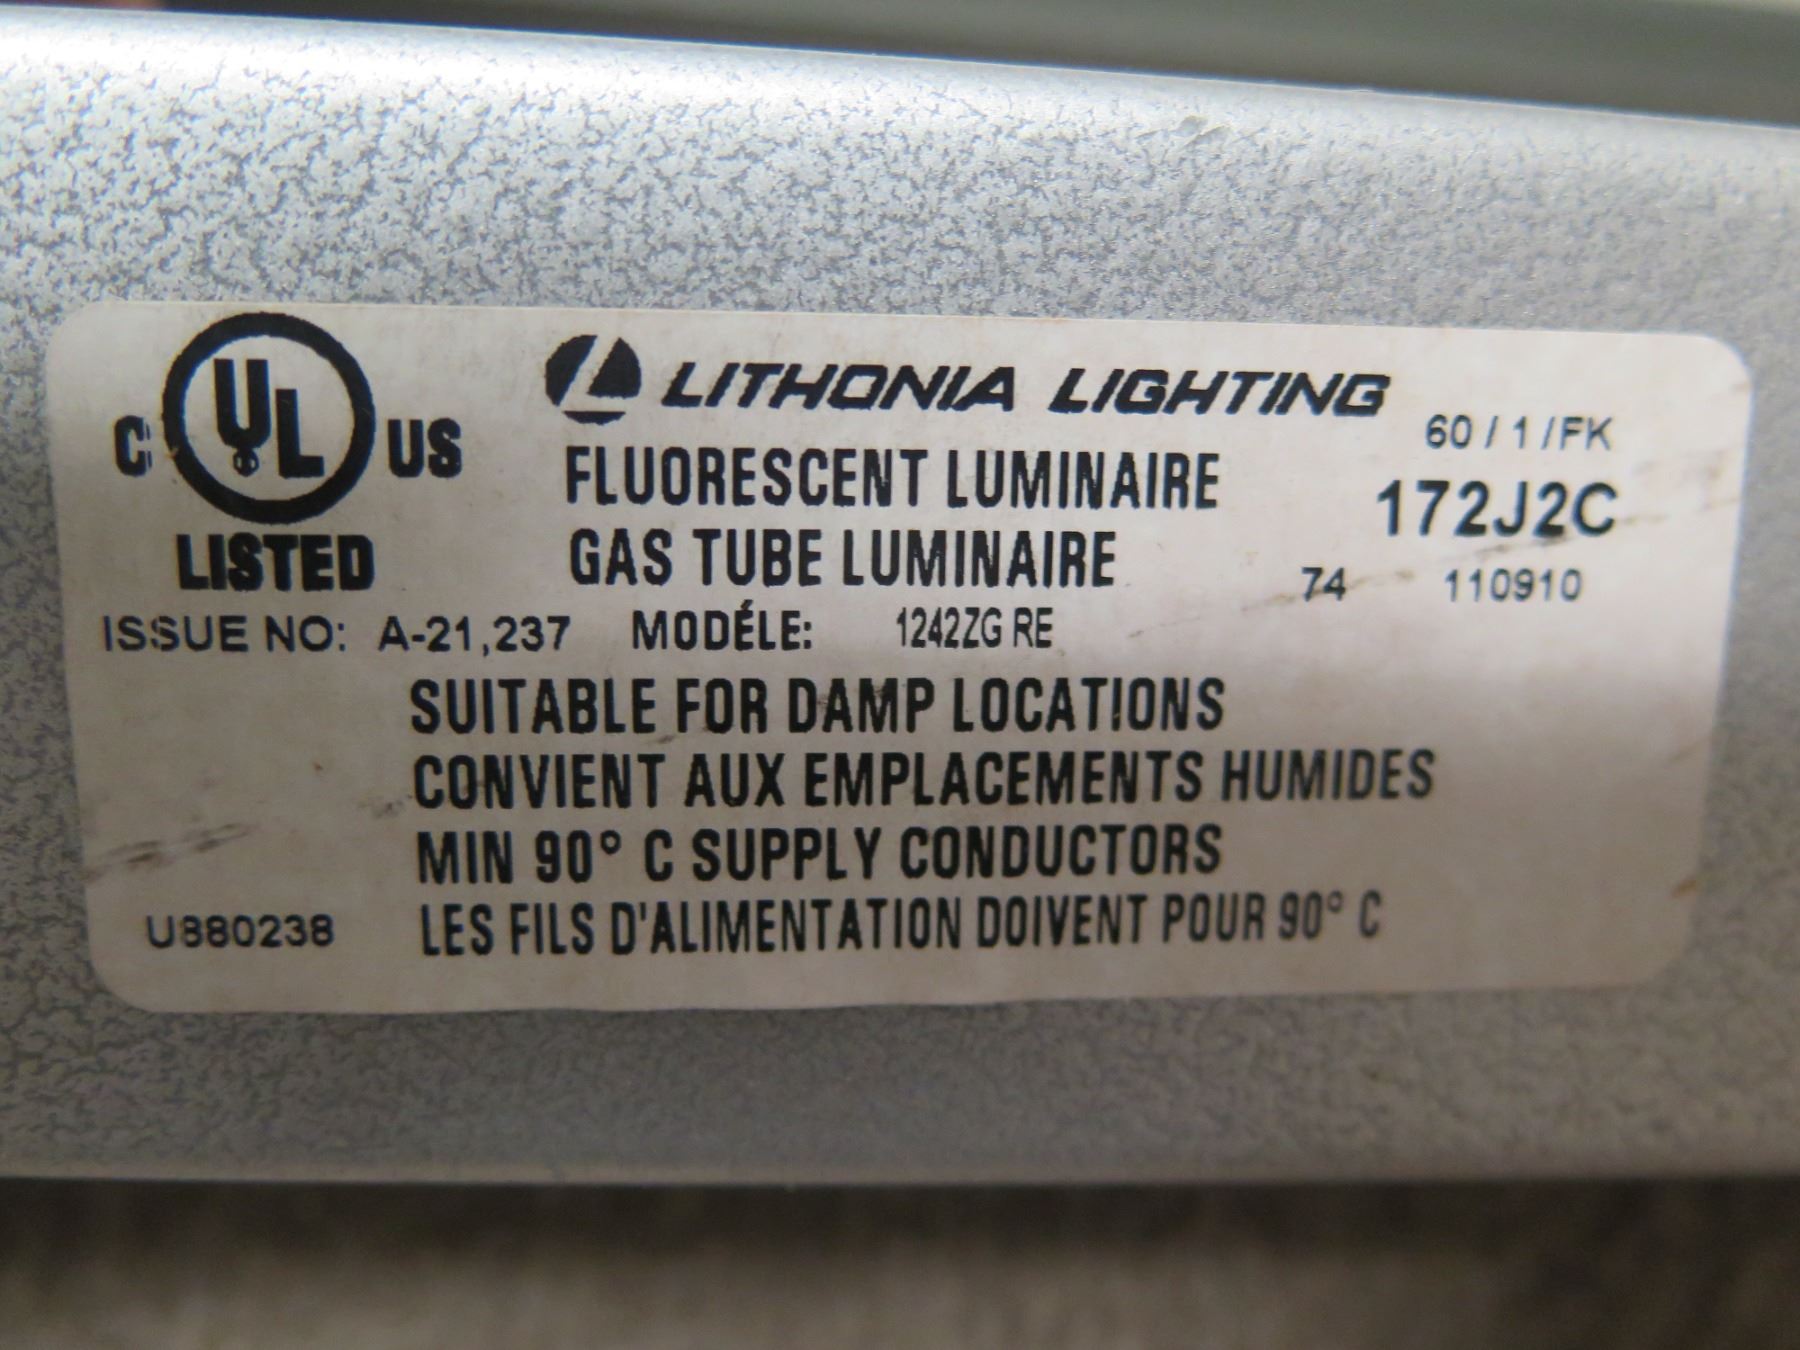 C UL US
LISTED
LITHONIA LIGHTING
60 / 1 / FK
FLUORESCENT LUMINAIRE
172J2C
GAS TUBE LUMINAIRE
74 110910
ISSUE NO: A-21,237 MODÉLE: 1242ZG RE
SUITABLE FOR DAMP LOCATIONS
CONVIENT AUX EMPLACEMENTS HUMIDES
MIN 90° C SUPPLY CONDUCTORS
U880238 LES FILS D'ALIMENTATION DOIVENT POUR 90° C